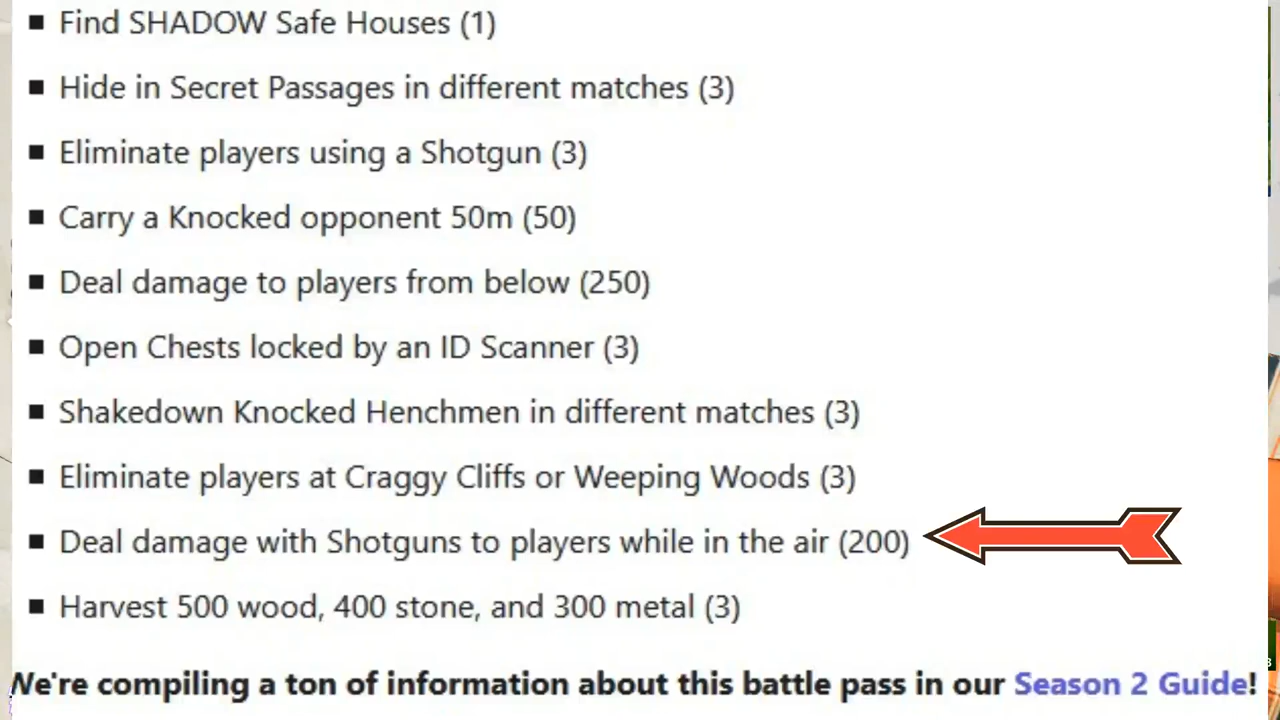 Find SHADOW Safe Houses (1)
Hide in Secret Passages in different matches (3)
Eliminate players using a Shotgun (3)
Carry a Knocked opponent 50m (50)
Deal damage to players from below (250)
Open Chests locked by an ID Scanner (3)
Shakedown Knocked Henchmen in different matches (3)
Eliminate players at Craggy Cliffs or Weeping Woods (3)
Deal damage with Shotguns to players while in the air (200)
Harvest 500 wood, 400 stone, and 300 metal (3)
We're compiling a ton of information about this battle pass in our Season 2 Guide!